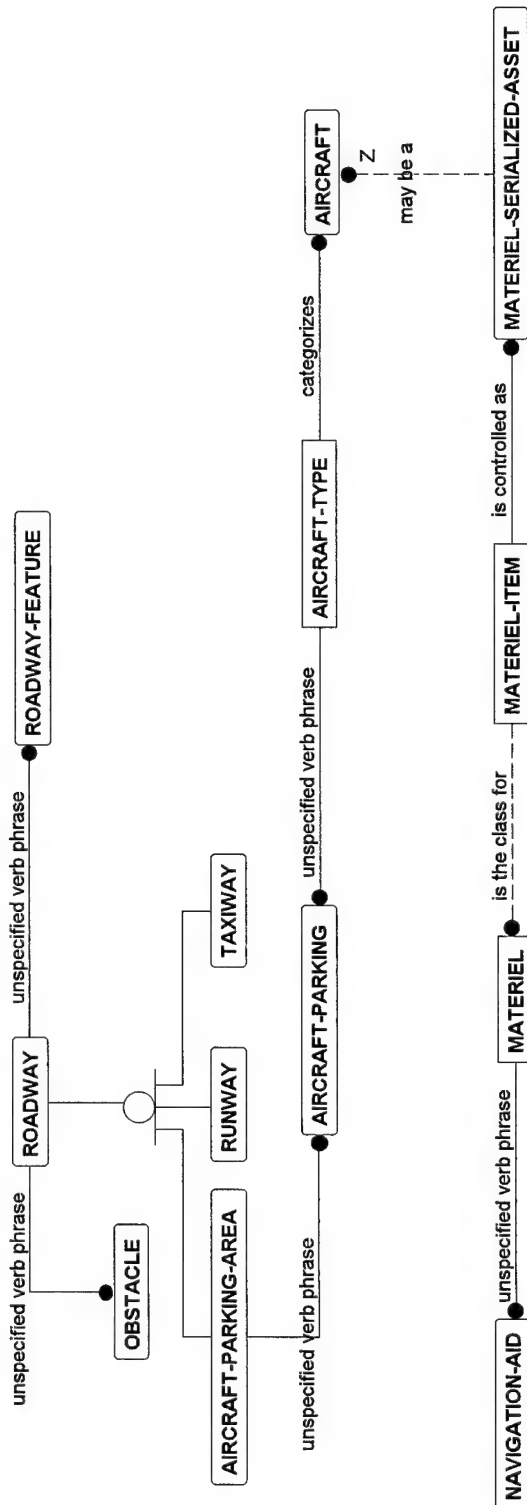 unspecified verb phrase
ROADWAY
unspecified verb phrase
ROADWAY-FEATURE
OBSTACLE
AIRCRAFT-PARKING-AREA
RUNWAY
TAXIWAY
unspecified verb phrase
AIRCRAFT-PARKING
unspecified verb phrase
AIRCRAFT-TYPE
categorizes
AIRCRAFT
Z
may be a
NAVIGATION-AID
unspecified verb phrase
MATERIEL
is the class for
MATERIEL-ITEM
is controlled as
MATERIEL-SERIALIZED-ASSET